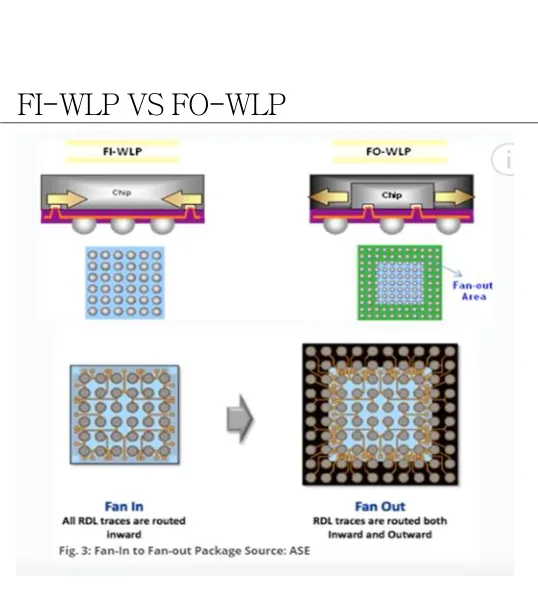 FI-WLP VS FO-WLP
FI-WLP
FO-WLP
i
Chip
Chip
Fan-out
Area
Fan In
All RDL traces are routed
inward
Fan Out
RDL traces are routed both
Inward and Outward
Fig. 3: Fan-In to Fan-out Package Source: ASE